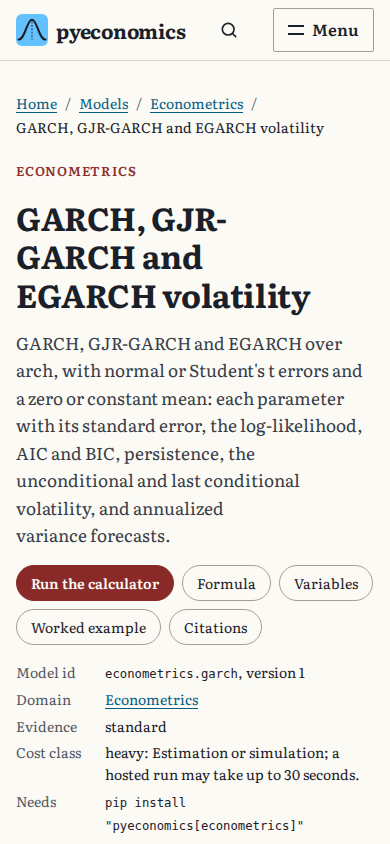 pyeconomics
Menu
Home / Models / Econometrics /
GARCH, GJR-GARCH and EGARCH volatility
ECONOMETRICS
GARCH, GJR-
GARCH and
EGARCH volatility
GARCH, GJR-GARCH and EGARCH over
arch, with normal or Student's t errors and
a zero or constant mean: each parameter
with its standard error, the log-likelihood,
AIC and BIC, persistence, the
unconditional and last conditional
volatility, and annualized
variance forecasts.
Run the calculator
Formula
Variables
Worked example
Citations
Model id econometrics.garch, version 1
Domain Econometrics
Evidence standard
Cost class heavy: Estimation or simulation; a
hosted run may take up to 30 seconds.
Needs pip install
"pyeconomics[econometrics]"